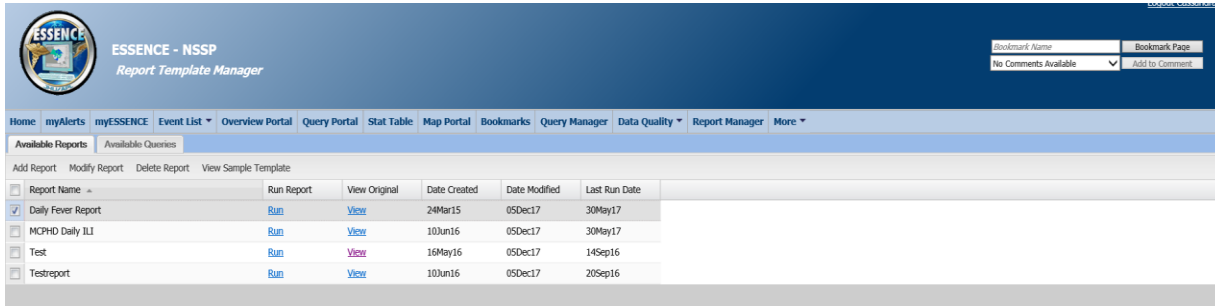 Logout Cassandra
ESSENCE
ESSENCE - NSSP
Report Template Manager
Bookmark Name Bookmark Page
No Comments Available Add to Comment
Home myAlerts myESSENCE Event List Overview Portal Query Portal Stat Table Map Portal Bookmarks Query Manager Data Quality Report Manager More
Available Reports Available Queries
Add Report Modify Report Delete Report View Sample Template
Report Name Run Report View Original Date Created Date Modified Last Run Date
Daily Fever Report Run View 24Mar15 05Dec17 30May17
MCPHD Daily ILI Run View 10Jun16 05Dec17 30May17
Test Run View 16May16 05Dec17 14Sep16
Testreport Run View 10Jun16 05Dec17 20Sep16